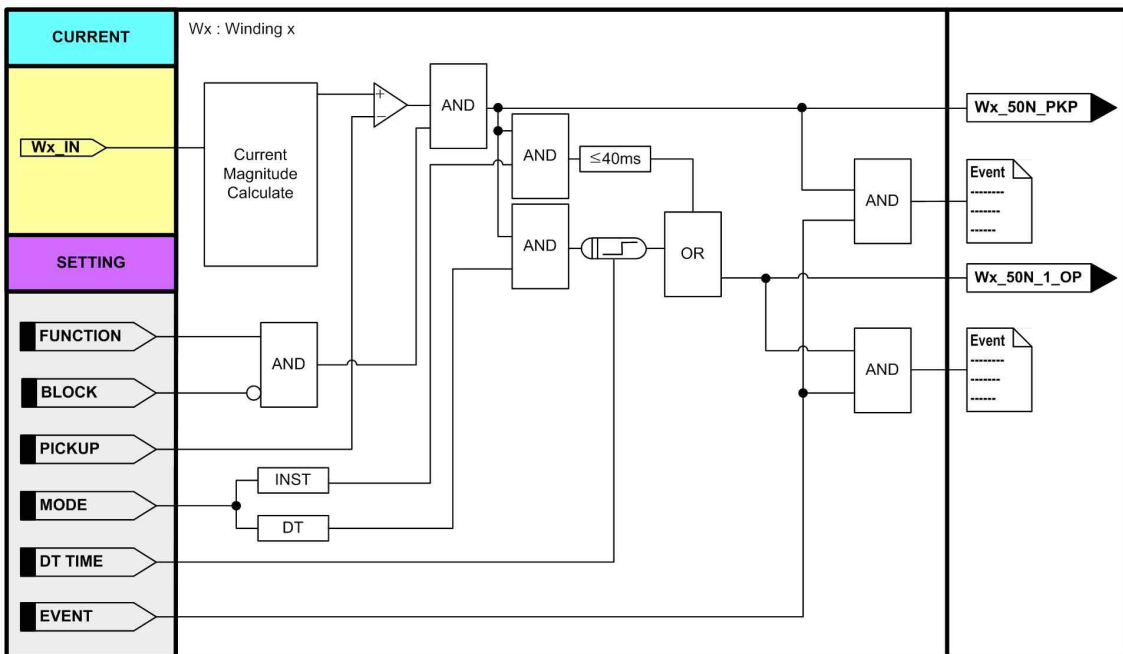 CURRENT
Wx : Winding x
Wx_IN
Current
Magnitude
Calculate
+
−
AND
AND
≤40ms
AND
OR
Wx_50N_PKP
AND
Event
--------
-------
------
Wx_50N_1_OP
SETTING
FUNCTION
AND
BLOCK
AND
Event
--------
-------
------
PICKUP
MODE
INST
DT
DT TIME
EVENT